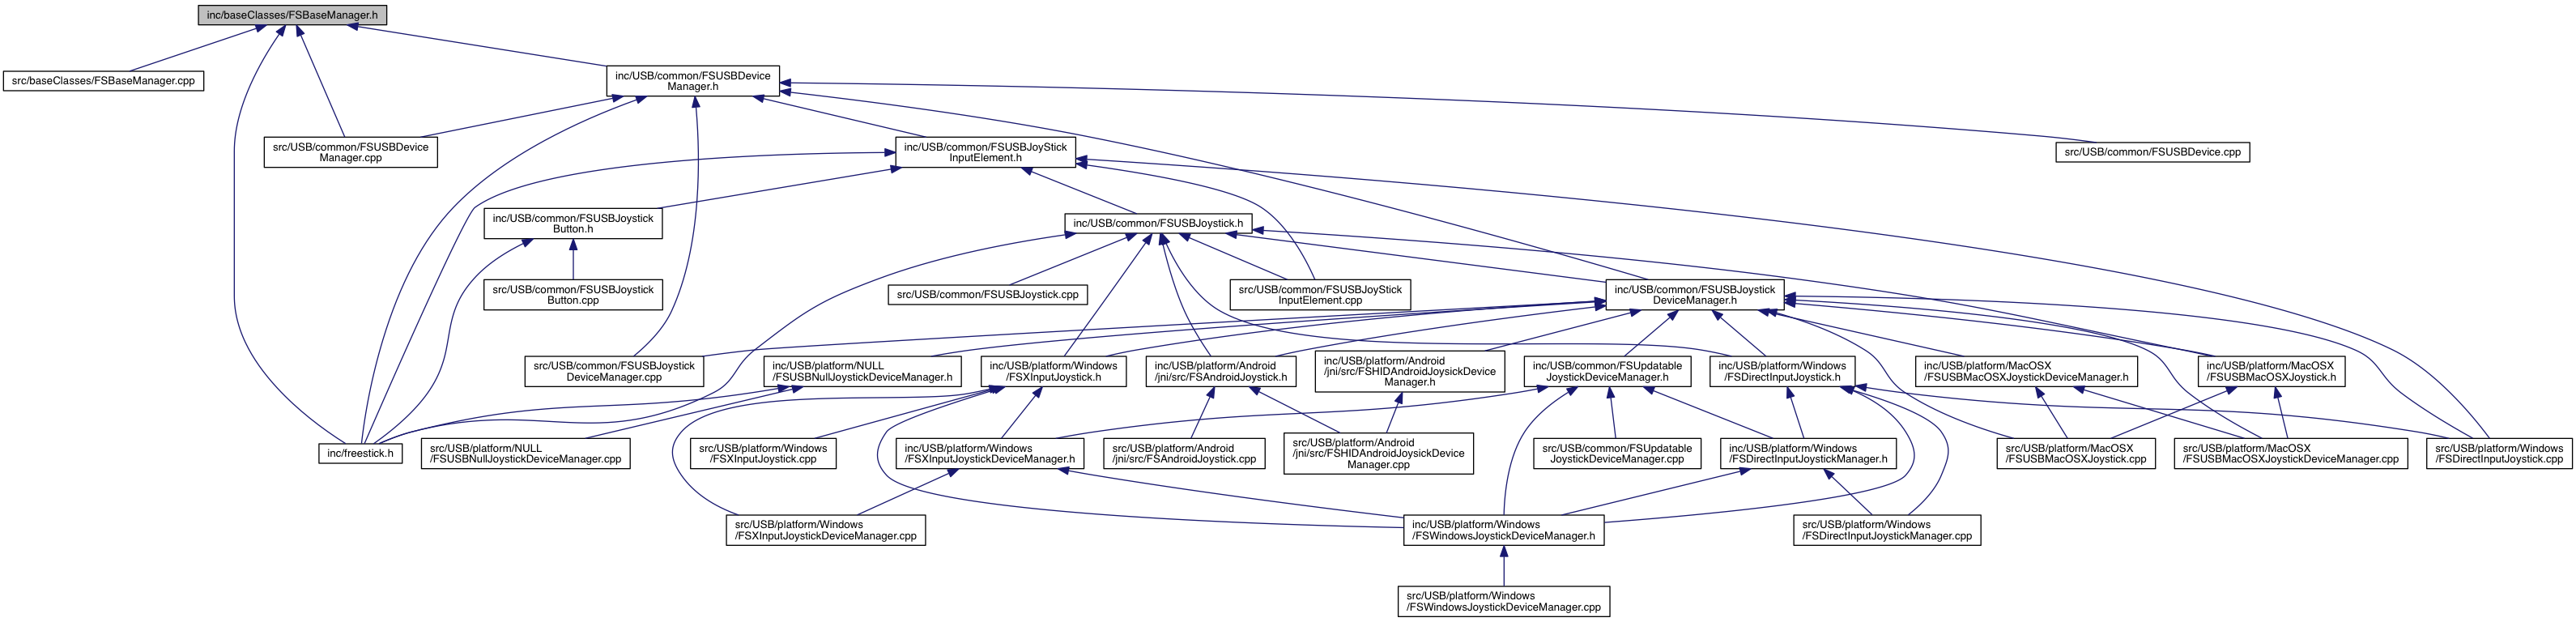 inc/baseClasses/FSBaseManager.h
src/baseClasses/FSBaseManager.cpp
inc/USB/common/FSUSBDevice
Manager.h
src/USB/common/FSUSBDevice
Manager.cpp
inc/USB/common/FSUSBJoyStick
InputElement.h
src/USB/common/FSUSBDevice.cpp
inc/USB/common/FSUSBJoystick
Button.h
inc/USB/common/FSUSBJoystick.h
src/USB/common/FSUSBJoystick
Button.cpp
src/USB/common/FSUSBJoystick.cpp
src/USB/common/FSUSBJoyStick
InputElement.cpp
inc/USB/common/FSUSBJoystick
DeviceManager.h
src/USB/common/FSUSBJoystick
DeviceManager.cpp
inc/USB/platform/NULL
/FSUSBNullJoystickDeviceManager.h
inc/USB/platform/Windows
/FSXInputJoystick.h
inc/USB/platform/Android
/jni/src/FSAndroidJoystick.h
inc/USB/platform/Android
/jni/src/FSHIDAndroidJoysickDevice
Manager.h
inc/USB/common/FSUpdatable
JoystickDeviceManager.h
inc/USB/platform/Windows
/FSDirectInputJoystick.h
inc/USB/platform/MacOSX
/FSUSBMacOSXJoystickDeviceManager.h
inc/USB/platform/MacOSX
/FSUSBMacOSXJoystick.h
inc/freestick.h
src/USB/platform/NULL
/FSUSBNullJoystickDeviceManager.cpp
src/USB/platform/Windows
/FSXInputJoystick.cpp
inc/USB/platform/Windows
/FSXInputJoystickDeviceManager.h
src/USB/platform/Android
/jni/src/FSAndroidJoystick.cpp
src/USB/platform/Android
/jni/src/FSHIDAndroidJoysickDevice
Manager.cpp
src/USB/common/FSUpdatable
JoystickDeviceManager.cpp
inc/USB/platform/Windows
/FSDirectInputJoystickManager.h
src/USB/platform/MacOSX
/FSUSBMacOSXJoystick.cpp
src/USB/platform/MacOSX
/FSUSBMacOSXJoystickDeviceManager.cpp
src/USB/platform/Windows
/FSDirectInputJoystick.cpp
src/USB/platform/Windows
/FSXInputJoystickDeviceManager.cpp
inc/USB/platform/Windows
/FSWindowsJoystickDeviceManager.h
src/USB/platform/Windows
/FSDirectInputJoystickManager.cpp
src/USB/platform/Windows
/FSWindowsJoystickDeviceManager.cpp